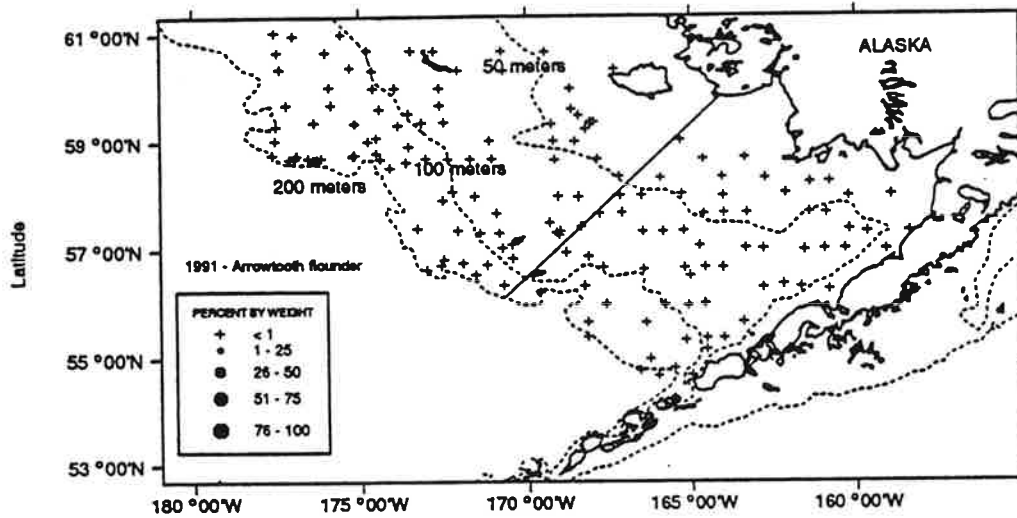 61 °00'N
59 °00'N
57 °00'N
55 °00'N
53 °00'N
Latitude
ALASKA
50 meters
100 meters
200 meters
1991 - Arrowtooth flounder
PERCENT BY WEIGHT
< 1
1 - 25
26 - 50
51 - 75
76 - 100
180 °00'W
175 °00'W
170 °00'W
165 °00'W
160 °00'W